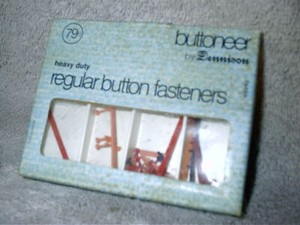 79¢
buttoneer
by Dennison
heavy duty
regular button fasteners